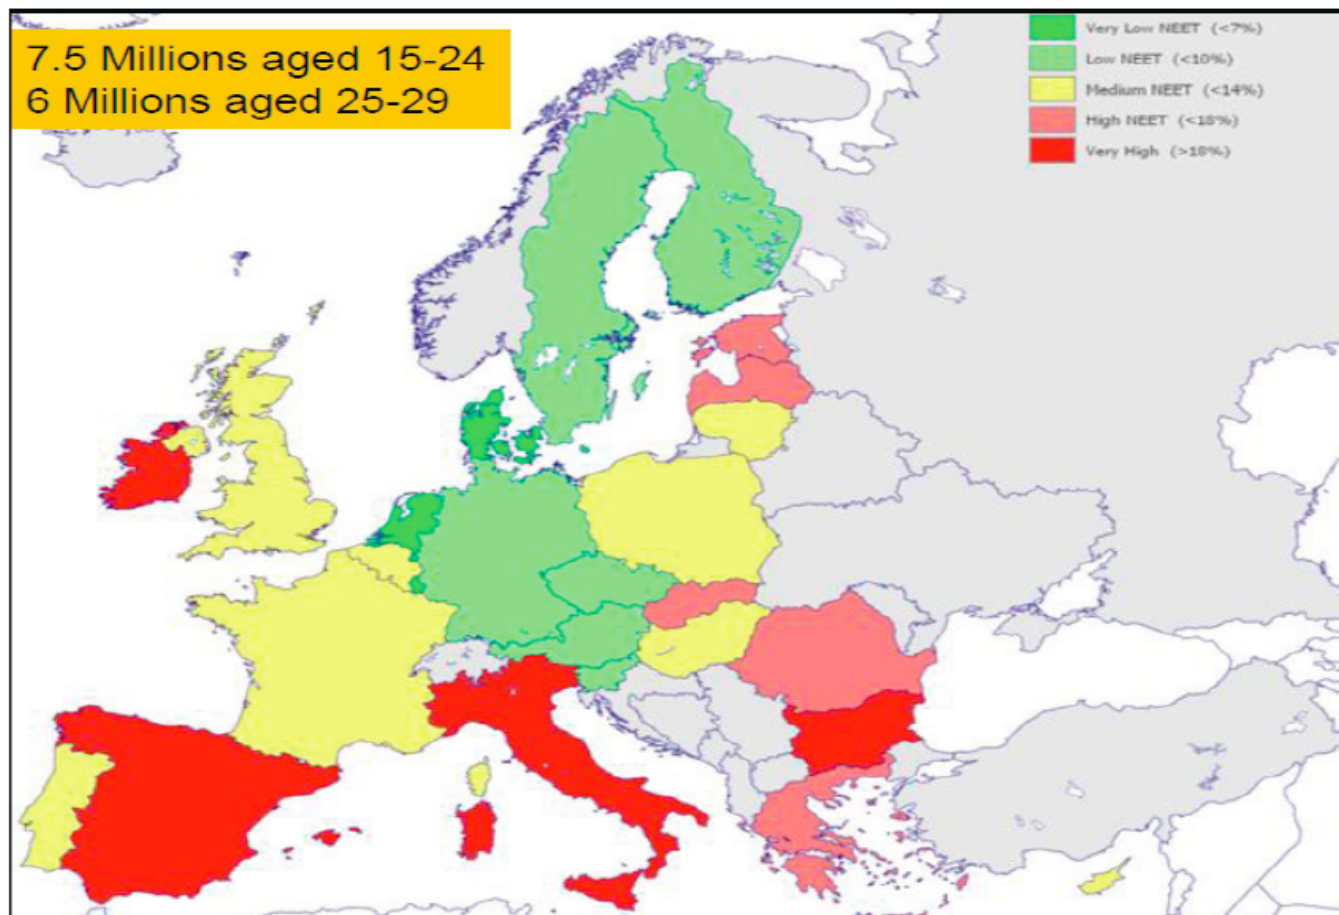 7.5 Millions aged 15-24
6 Millions aged 25-29
Very Low NEET (<7%)
Low NEET (<10%)
Medium NEET (<14%)
High NEET (<18%)
Very High (>18%)